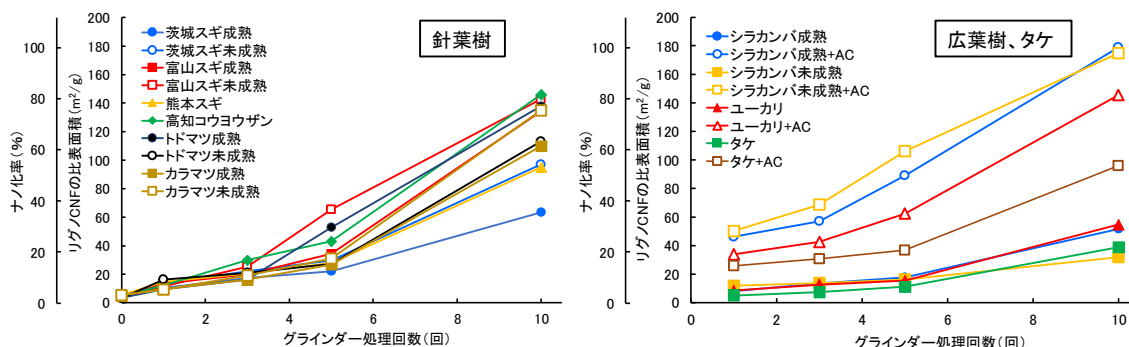 針葉樹
茨城スギ成熟
茨城スギ未成熟
富山スギ成熟
富山スギ未成熟
熊本スギ
高知コウヨウザン
トドマツ成熟
トドマツ未成熟
カラマツ成熟
カラマツ未成熟
ナノ化率(%)
100
80
60
40
20
0
リグノCNFの比表面積(m²/g)
200
180
160
140
120
100
80
60
40
20
0
0
2
4
6
8
10
グラインダー処理回数(回)
広葉樹、タケ
シラカンバ成熟
シラカンバ成熟+AC
シラカンバ未成熟
シラカンバ未成熟+AC
ユーカリ
ユーカリ+AC
タケ
タケ+AC
ナノ化率(%)
100
80
60
40
20
0
リグノCNFの比表面積(m²/g)
200
180
160
140
120
100
80
60
40
20
0
0
2
4
6
8
10
グラインダー処理回数(回)